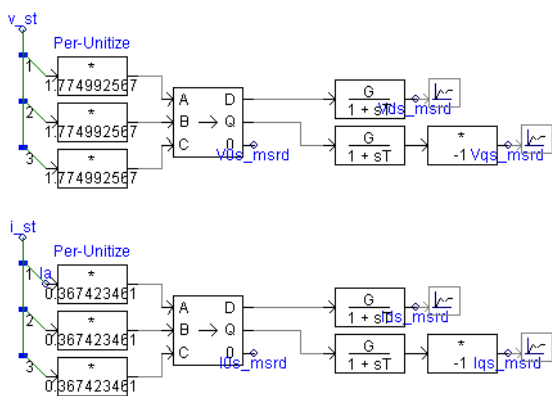 v_st
Per-Unitize
1
*
1.774992567
2
*
1.774992567
3
*
1.774992567
A D
B → Q
C 0
V0s_msrd
G
1 + sT
Vds_msrd
G
1 + sT
*
-1
Vqs_msrd
i_st
Per-Unitize
1
Ia
*
0.367423461
2
*
0.367423461
3
*
0.367423461
A D
B → Q
C 0
I0s_msrd
G
1 + sT
Ids_msrd
G
1 + sT
*
-1
Iqs_msrd